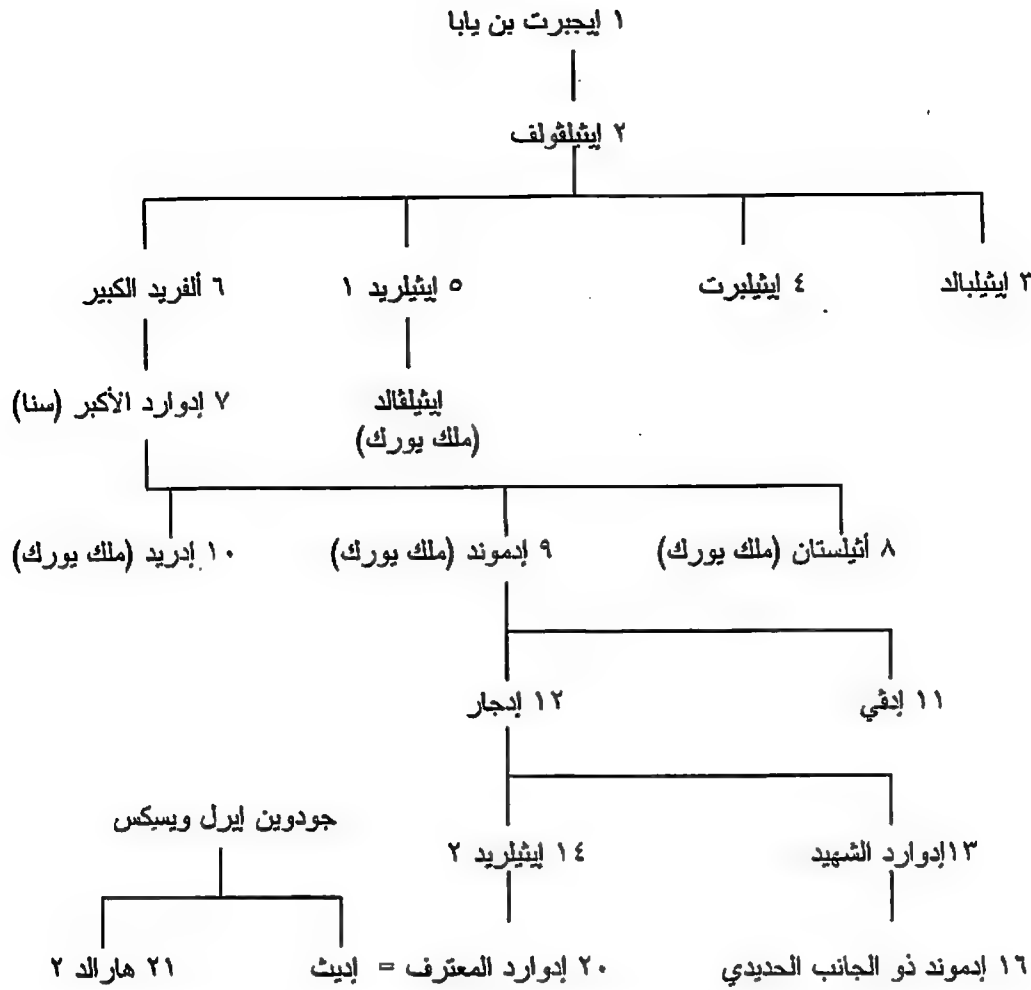 ١ إيجبرت بن يابا
٢ إيثيلڤولف
٣ إيثيلبالد
٤ إيثيلبرت
٥ إيثيلريد ١
٦ ألفريد الكبير
إيثيلڤالد
(ملك يورك)
٧ إدوارد الأكبر (سنا)
٨ أثيلستان (ملك يورك)
٩ إدموند (ملك يورك)
١٠ إدريد (ملك يورك)
١١ إدڤي
١٢ إدجار
جودوين إيرل ويسكس
١٣ إدوارد الشهيد
١٤ إيثيلريد ٢
١٦ إدموند ذو الجانب الحديدي
٢٠ إدوارد المعترف = إديث
٢١ هارالد ٢